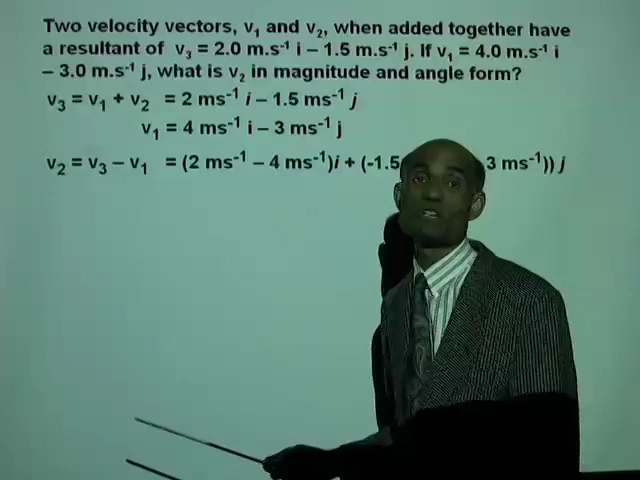 Two velocity vectors, v₁ and v₂, when added together have
a resultant of v₃ = 2.0 m.s⁻¹ i – 1.5 m.s⁻¹ j. If v₁ = 4.0 m.s⁻¹ i
– 3.0 m.s⁻¹ j, what is v₂ in magnitude and angle form?
v₃ = v₁ + v₂ = 2 ms⁻¹ i – 1.5 ms⁻¹ j
v₁ = 4 ms⁻¹ i – 3 ms⁻¹ j
v₂ = v₃ – v₁ = (2 ms⁻¹ – 4 ms⁻¹)i + (-1.5 3 ms⁻¹)) j